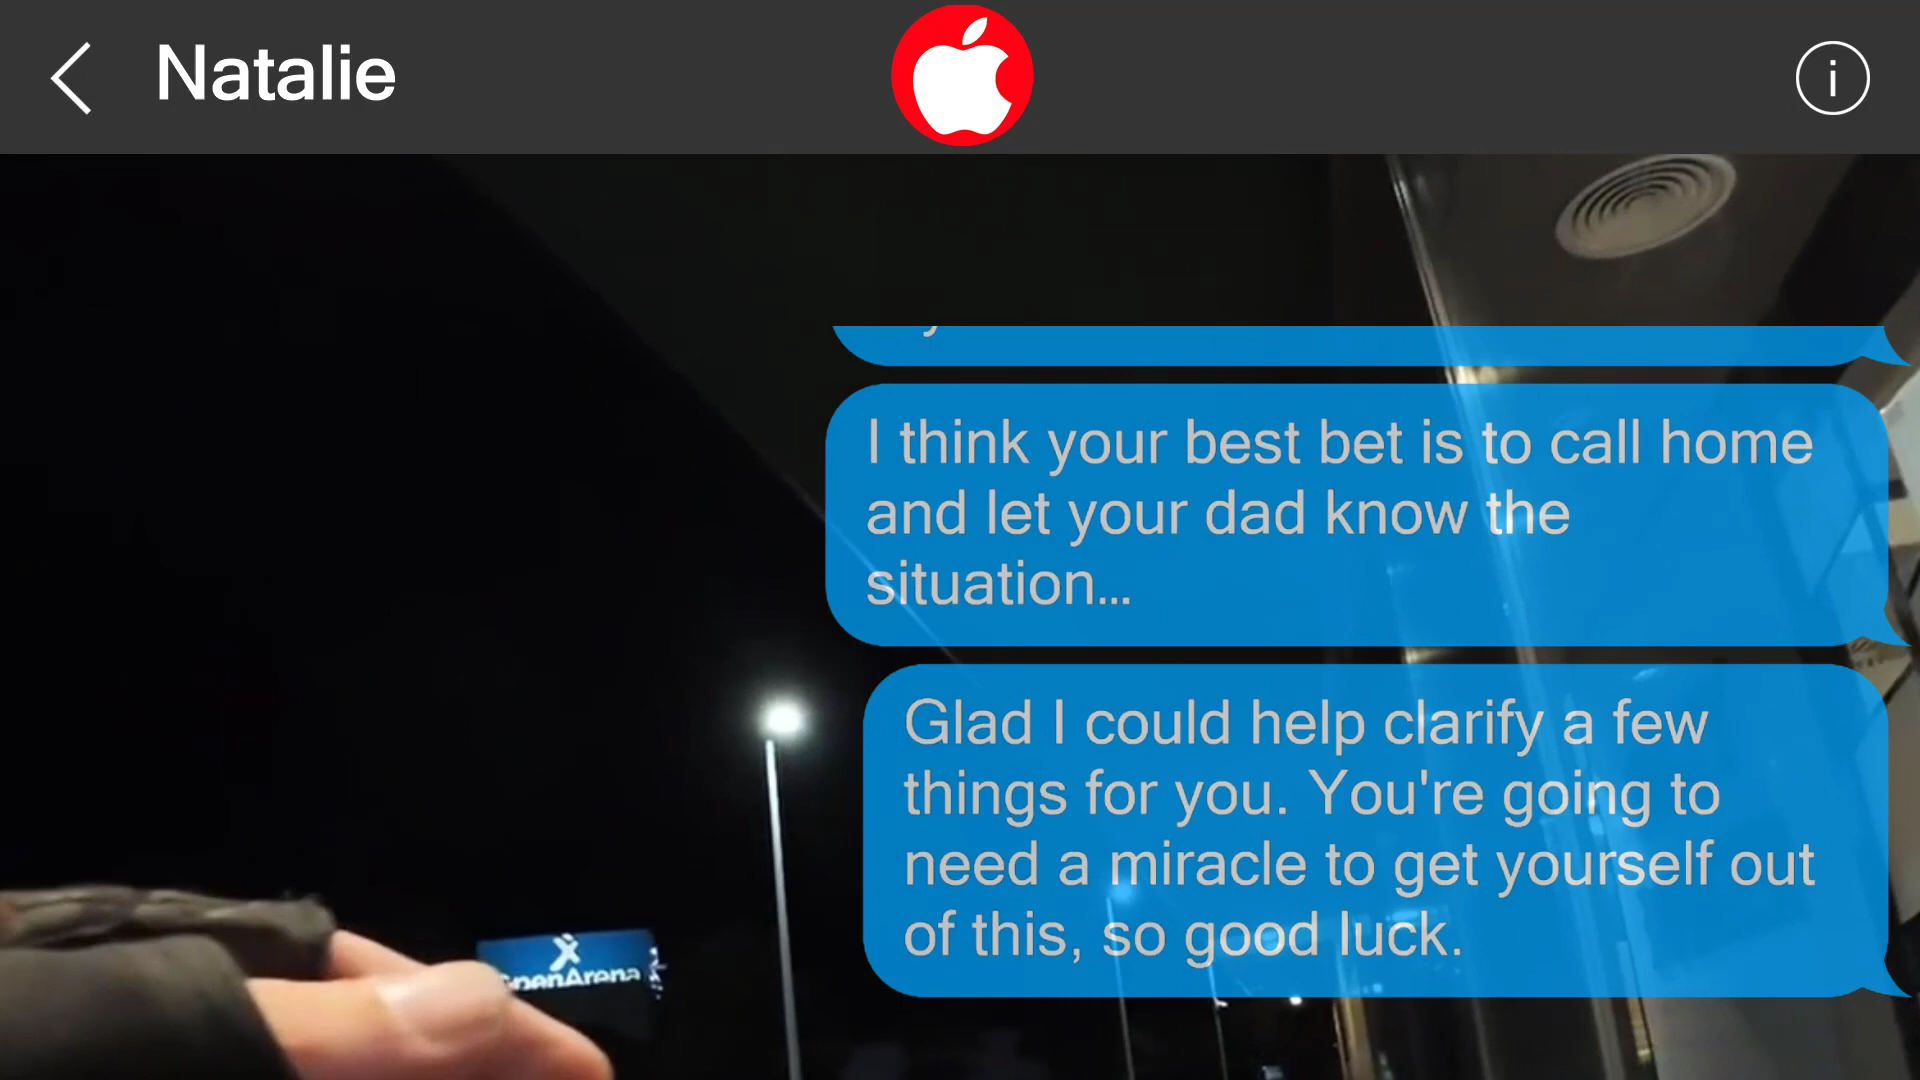 Natalie
I think your best bet is to call home
and let your dad know the
situation...
Glad I could help clarify a few
things for you. You're going to
need a miracle to get yourself out
of this, so good luck.